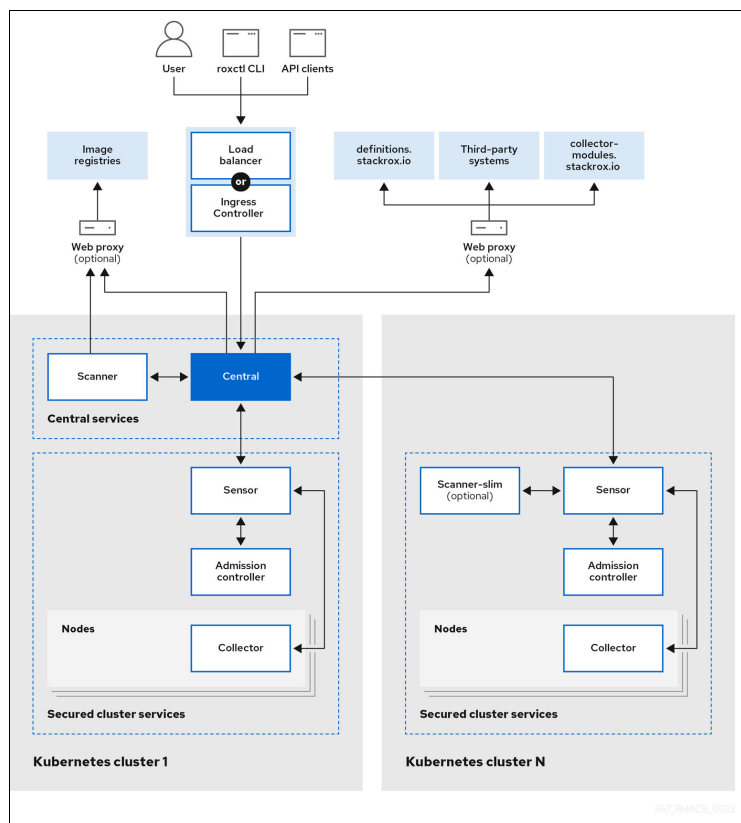 User
roxctl CLI
API clients
Image
registries
Load
balancer
or
Ingress
Controller
definitions.
stackrox.io
Third-party
systems
collector-
modules.
stackrox.io
Web proxy
(optional)
Web proxy
(optional)
Scanner
Central
Central services
Sensor
Admission
controller
Nodes
Collector
Secured cluster services
Kubernetes cluster 1
Scanner-slim
(optional)
Sensor
Admission
controller
Nodes
Collector
Secured cluster services
Kubernetes cluster N
367_RHACS_0923